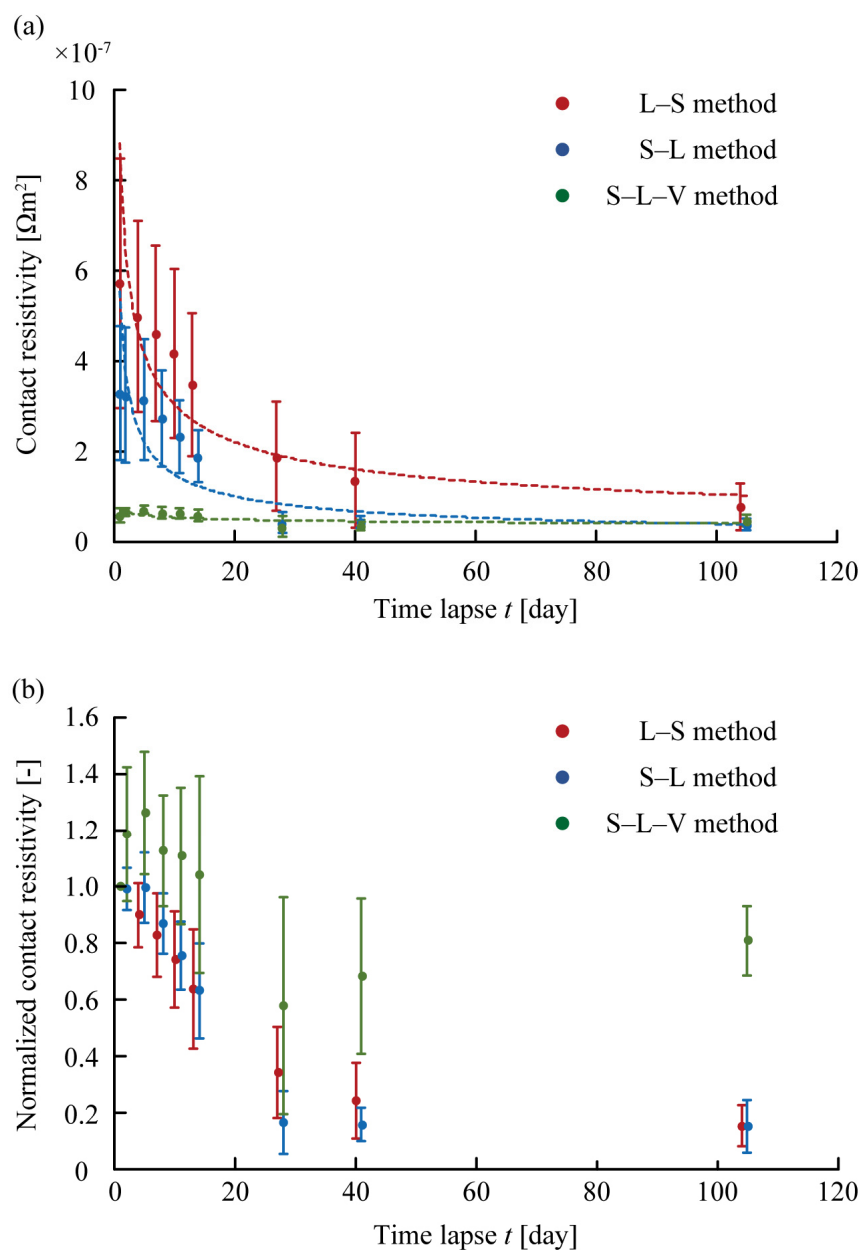 (a)
×10⁻⁷
10
8
6
4
2
0
Contact resistivity [Ωm²]
L–S method
S–L method
S–L–V method
0 20 40 60 80 100 120
Time lapse t [day]
(b)
1.6
1.4
1.2
1.0
0.8
0.6
0.4
0.2
0
Normalized contact resistivity [-]
L–S method
S–L method
S–L–V method
0 20 40 60 80 100 120
Time lapse t [day]